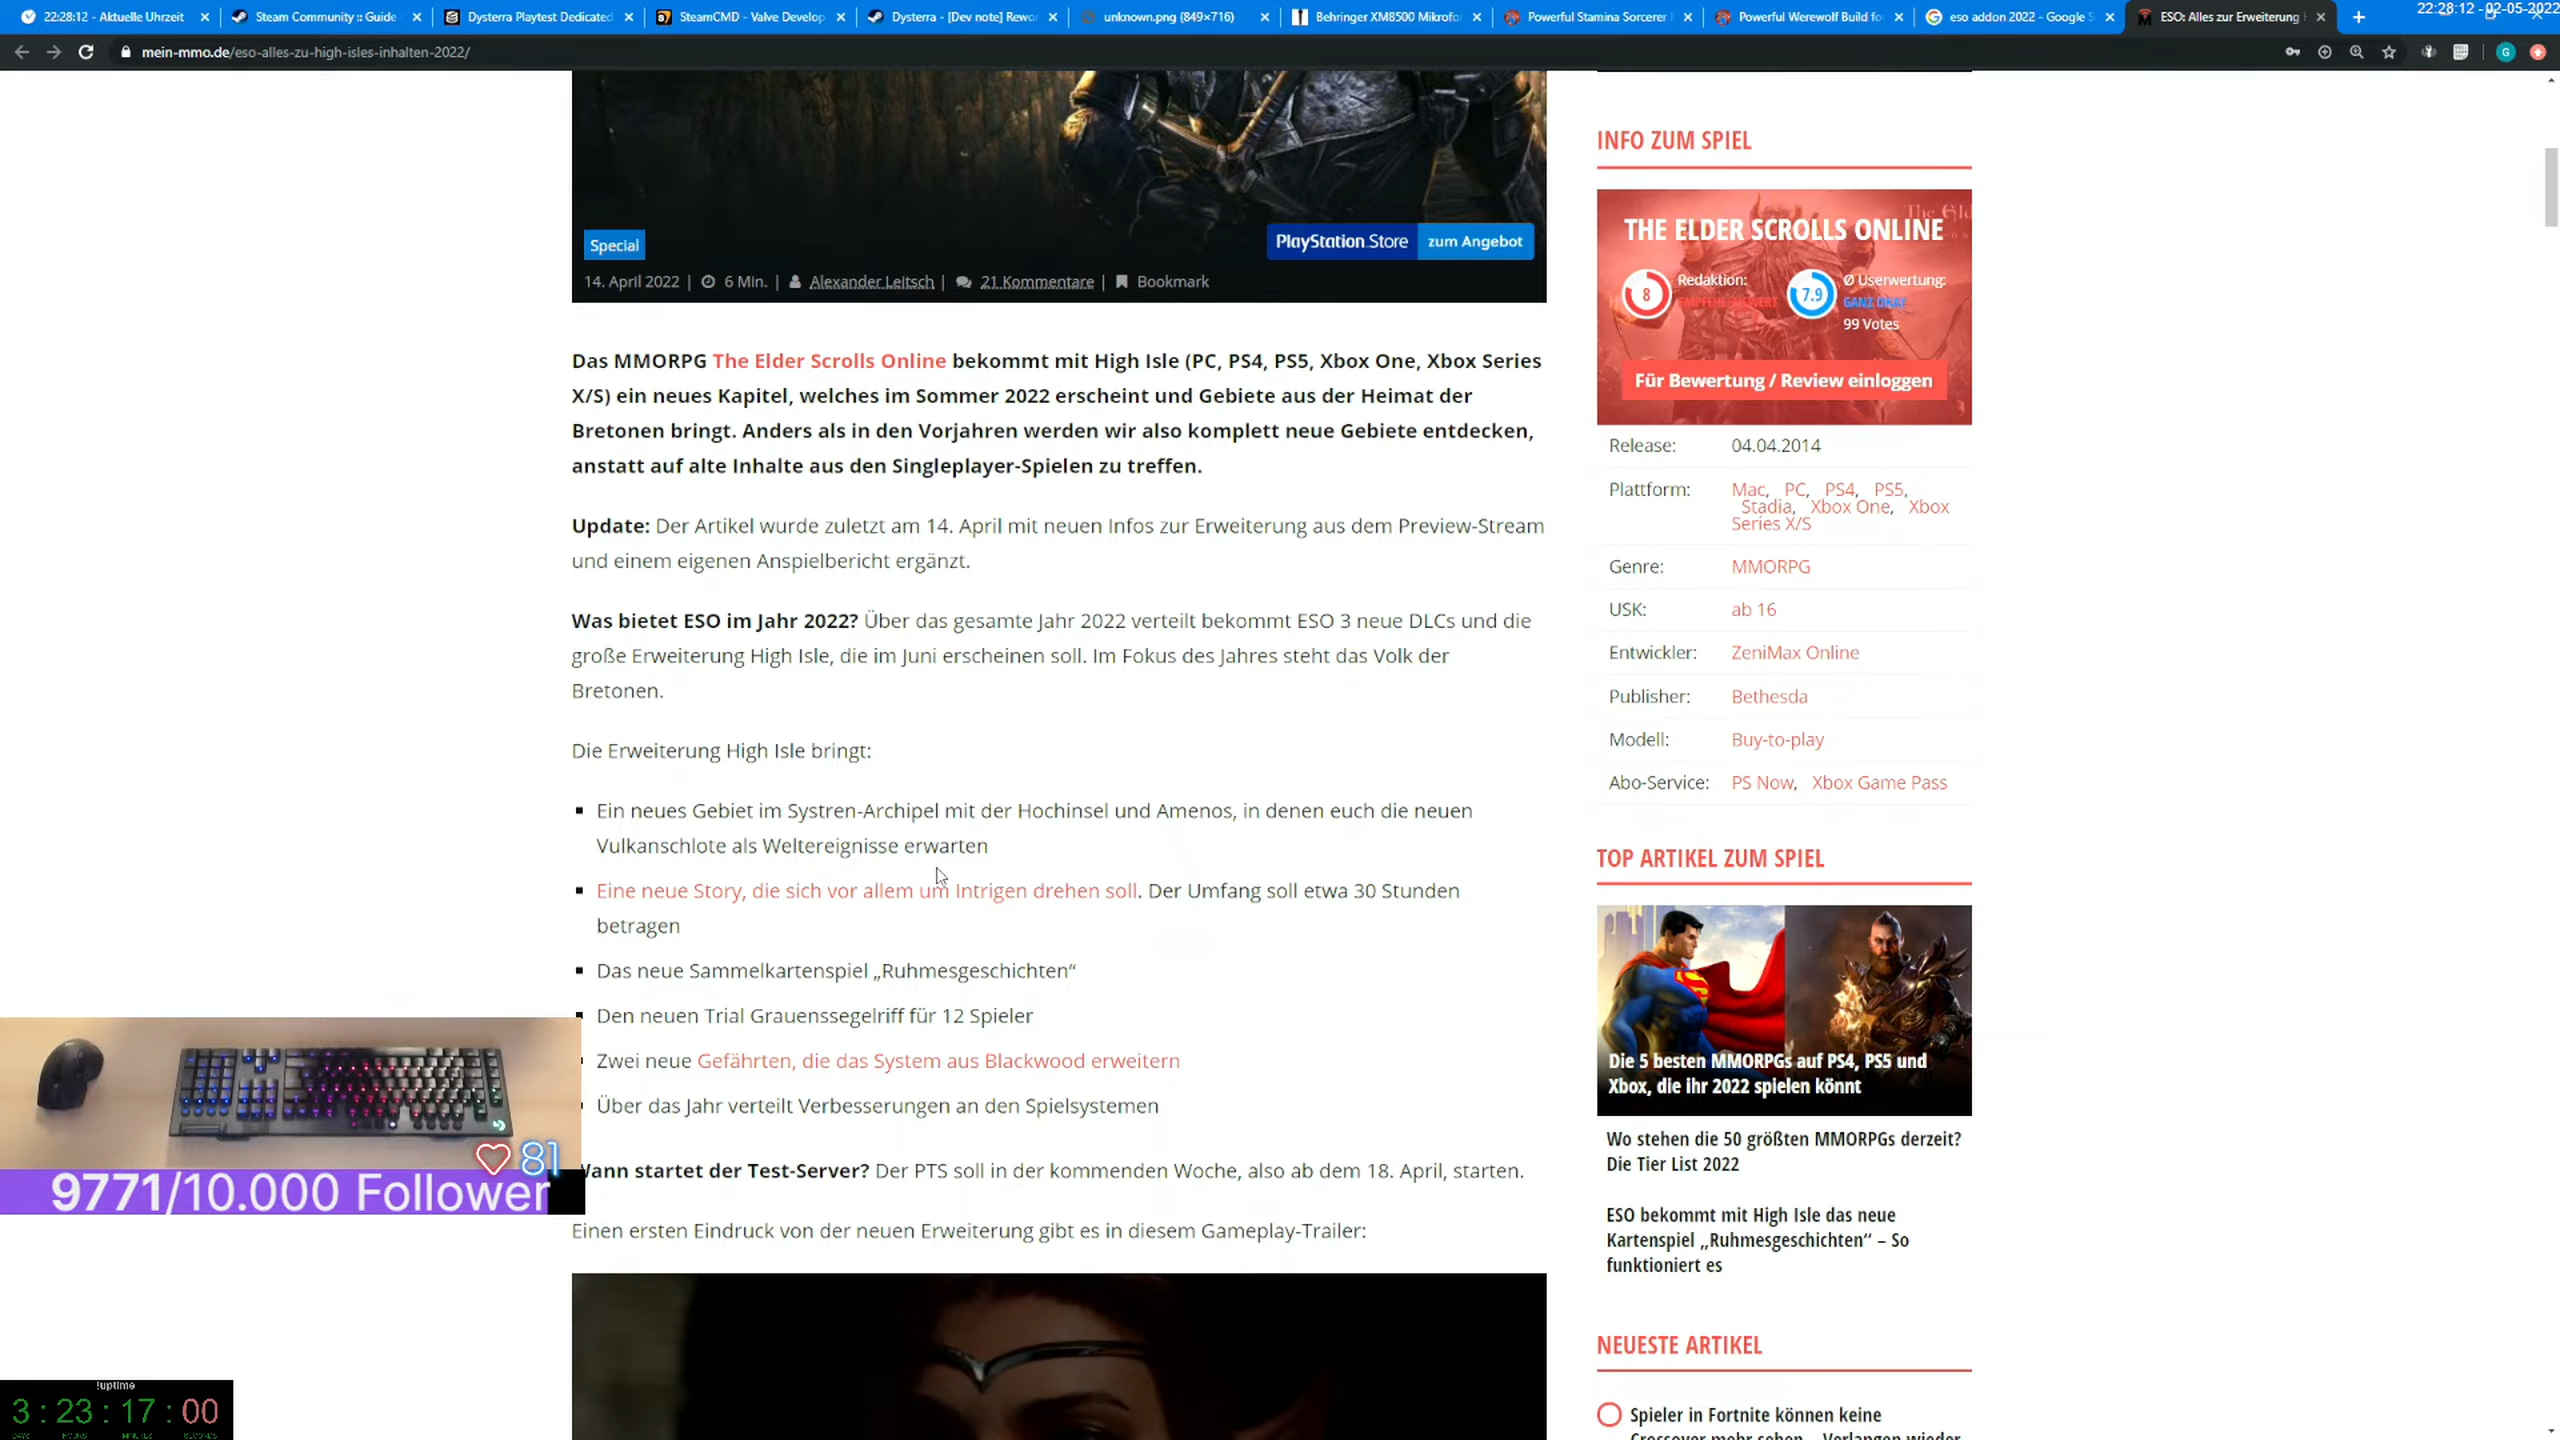 22:28:12 - Aktuelle Uhrzeit
Steam Community :: Guide
Dysterra Playtest Dedicated
SteamCMD - Valve Develop
Dysterra - [Dev note] Rewo
unknown.png (849×716)
Behringer XM8500 Mikrofo
Powerful Stamina Sorcerer
Powerful Werewolf Build fo
eso addon 2022 - Google S
ESO: Alles zur Erweiterung
22:28:12 - 02-05-2022
mein-mmo.de/eso-alles-zu-high-isles-inhalten-2022/
G
Special
PlayStation Store zum Angebot
14. April 2022 | 6 Min. | Alexander Leitsch | 21 Kommentare | Bookmark
Das MMORPG The Elder Scrolls Online bekommt mit High Isle (PC, PS4, PS5, Xbox One, Xbox Series
X/S) ein neues Kapitel, welches im Sommer 2022 erscheint und Gebiete aus der Heimat der
Bretonen bringt. Anders als in den Vorjahren werden wir also komplett neue Gebiete entdecken,
anstatt auf alte Inhalte aus den Singleplayer-Spielen zu treffen.
Update: Der Artikel wurde zuletzt am 14. April mit neuen Infos zur Erweiterung aus dem Preview-Stream
und einem eigenen Anspielbericht ergänzt.
Was bietet ESO im Jahr 2022? Über das gesamte Jahr 2022 verteilt bekommt ESO 3 neue DLCs und die
große Erweiterung High Isle, die im Juni erscheinen soll. Im Fokus des Jahres steht das Volk der
Bretonen.
Die Erweiterung High Isle bringt:
Ein neues Gebiet im Systren-Archipel mit der Hochinsel und Amenos, in denen euch die neuen
Vulkanschlote als Weltereignisse erwarten
Eine neue Story, die sich vor allem um Intrigen drehen soll. Der Umfang soll etwa 30 Stunden
betragen
Das neue Sammelkartenspiel „Ruhmesgeschichten“
Den neuen Trial Grauenssegelriff für 12 Spieler
Zwei neue Gefährten, die das System aus Blackwood erweitern
Über das Jahr verteilt Verbesserungen an den Spielsystemen
Wann startet der Test-Server? Der PTS soll in der kommenden Woche, also ab dem 18. April, starten.
Einen ersten Eindruck von der neuen Erweiterung gibt es in diesem Gameplay-Trailer:
INFO ZUM SPIEL
THE ELDER SCROLLS ONLINE
8 Redaktion:
7.9 Ø Userwertung:
99 Votes
Für Bewertung / Review einloggen
Release: 04.04.2014
Plattform: Mac, PC, PS4, PS5,
Stadia, Xbox One, Xbox
Series X/S
Genre: MMORPG
USK: ab 16
Entwickler: ZeniMax Online
Publisher: Bethesda
Modell: Buy-to-play
Abo-Service: PS Now, Xbox Game Pass
TOP ARTIKEL ZUM SPIEL
Die 5 besten MMORPGs auf PS4, PS5 und
Xbox, die ihr 2022 spielen könnt
Wo stehen die 50 größten MMORPGs derzeit?
Die Tier List 2022
ESO bekommt mit High Isle das neue
Kartenspiel „Ruhmesgeschichten“ – So
funktioniert es
NEUESTE ARTIKEL
Spieler in Fortnite können keine
Crossover mehr sehen – Verlangen wieder
81
9771/10.000 Follower
!uptime
3 : 23 : 17 : 00
DAYS HOURS MINUTES SECONDS